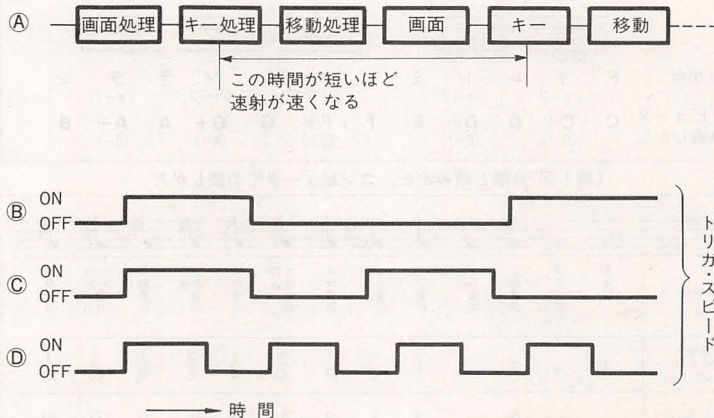 Ⓐ 画面処理 キー処理 移動処理 画面 キー 移動
この時間が短いほど
速射が速くなる
Ⓑ ON
OFF
Ⓒ ON
OFF
Ⓓ ON
OFF
トリガ・スピード
時間